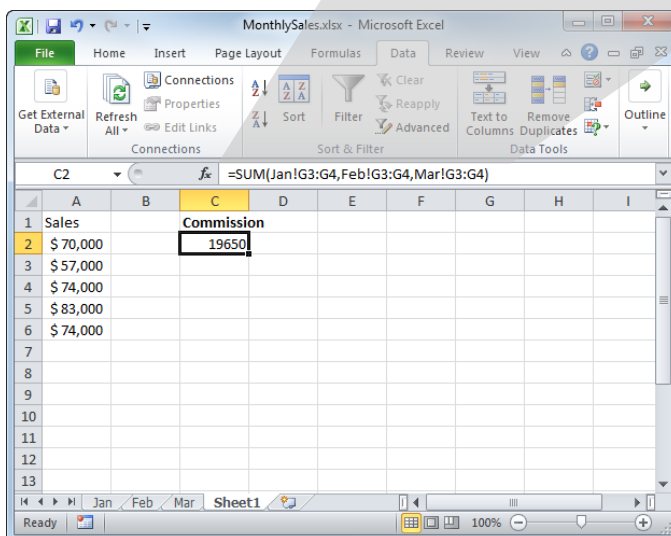 MonthlySales.xlsx - Microsoft Excel
File Home Insert Page Layout Formulas Data Review View
Get External Data
Refresh All
Connections
Properties
Edit Links
Connections
Sort
Filter
Clear
Reapply
Advanced
Sort & Filter
Text to Columns
Remove Duplicates
Data Tools
Outline
C2 fx =SUM(Jan!G3:G4,Feb!G3:G4,Mar!G3:G4)
A B C D E F G H I
1 Sales Commission
2 $ 70,000 19650
3 $ 57,000
4 $ 74,000
5 $ 83,000
6 $ 74,000
7
8
9
10
11
12
13
Jan Feb Mar Sheet1
Ready 100%